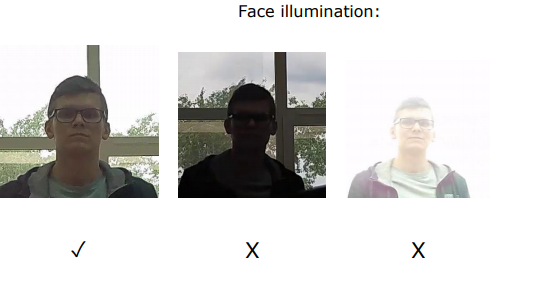 Face illumination:
✓ X X